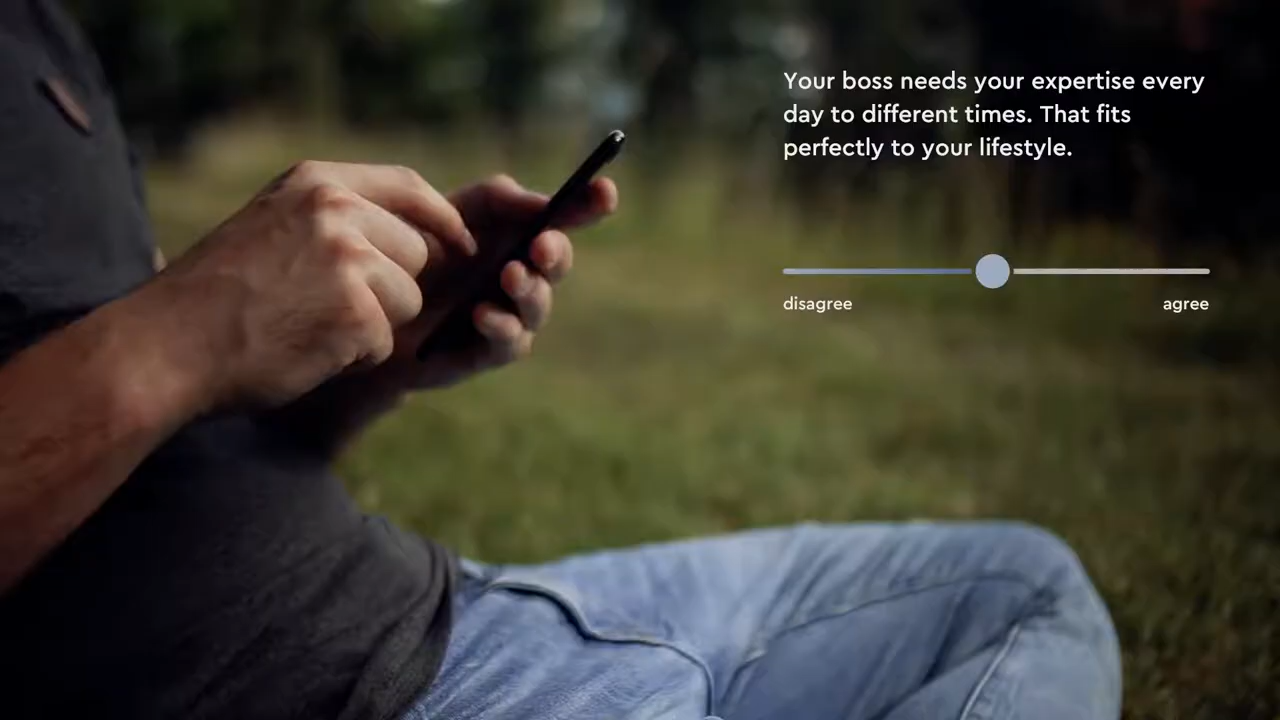 Your boss needs your expertise every
day to different times. That fits
perfectly to your lifestyle.
disagree
agree